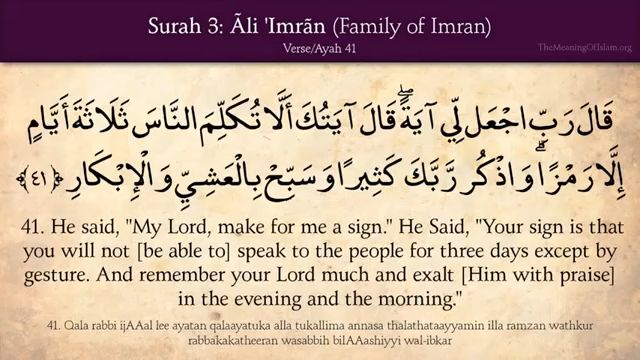 Surah 3: Ãli 'Imrãn (Family of Imran)
Verse/Ayah 41
TheMeaningOfIslam.org
قَالَ رَبِّ اجْعَل لِّي آيَةً ۖ قَالَ آيَتُكَ أَلَّا تُكَلِّمَ النَّاسَ ثَلَاثَةَ أَيَّامٍ
إِلَّا رَمْزًا ۗ وَاذْكُر رَّبَّكَ كَثِيرًا وَسَبِّحْ بِالْعَشِيِّ وَالْإِبْكَارِ ﴿٤١﴾
41. He said, "My Lord, make for me a sign." He Said, "Your sign is that
you will not [be able to] speak to the people for three days except by
gesture. And remember your Lord much and exalt [Him with praise]
in the evening and the morning."
41. Qala rabbi ijAAal lee ayatan qalaayatuka alla tukallima annasa thalathataayyamin illa ramzan wathkur
rabbakakatheeran wasabbih bilAAashiyyi wal-ibkar